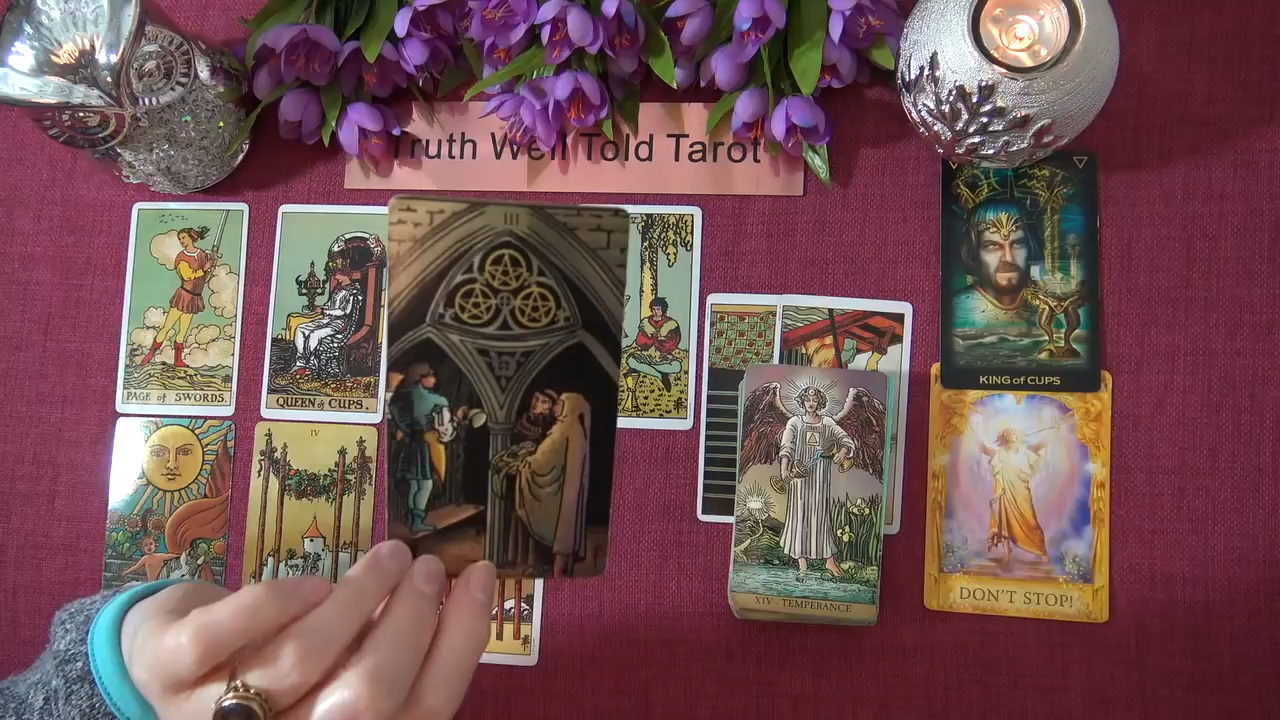 Truth Well Told Tarot
III
PAGE of SWORDS.
QUEEN of CUPS.
KING of CUPS
IV
XIV - TEMPERANCE
DON'T STOP!